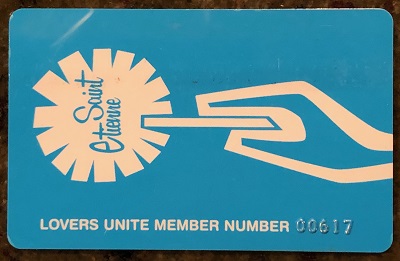 Saint
Etienne
LOVERS UNITE MEMBER NUMBER 00617